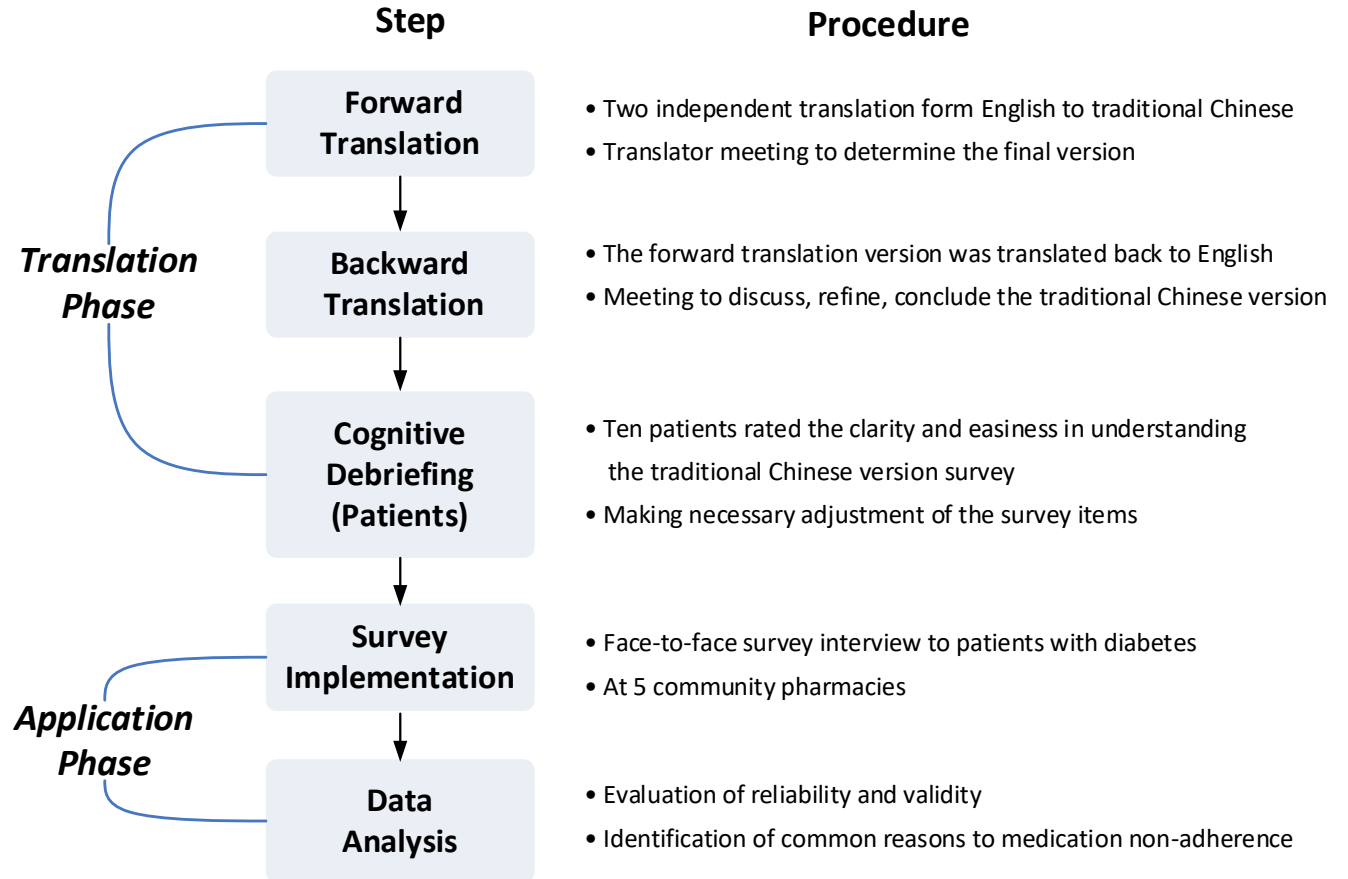 Step
Procedure
Forward
Translation
• Two independent translation form English to traditional Chinese
• Translator meeting to determine the final version
Translation
Phase
Backward
Translation
• The forward translation version was translated back to English
• Meeting to discuss, refine, conclude the traditional Chinese version
Cognitive
Debriefing
(Patients)
• Ten patients rated the clarity and easiness in understanding
the traditional Chinese version survey
• Making necessary adjustment of the survey items
Application
Phase
Survey
Implementation
• Face-to-face survey interview to patients with diabetes
• At 5 community pharmacies
Data
Analysis
• Evaluation of reliability and validity
• Identification of common reasons to medication non-adherence